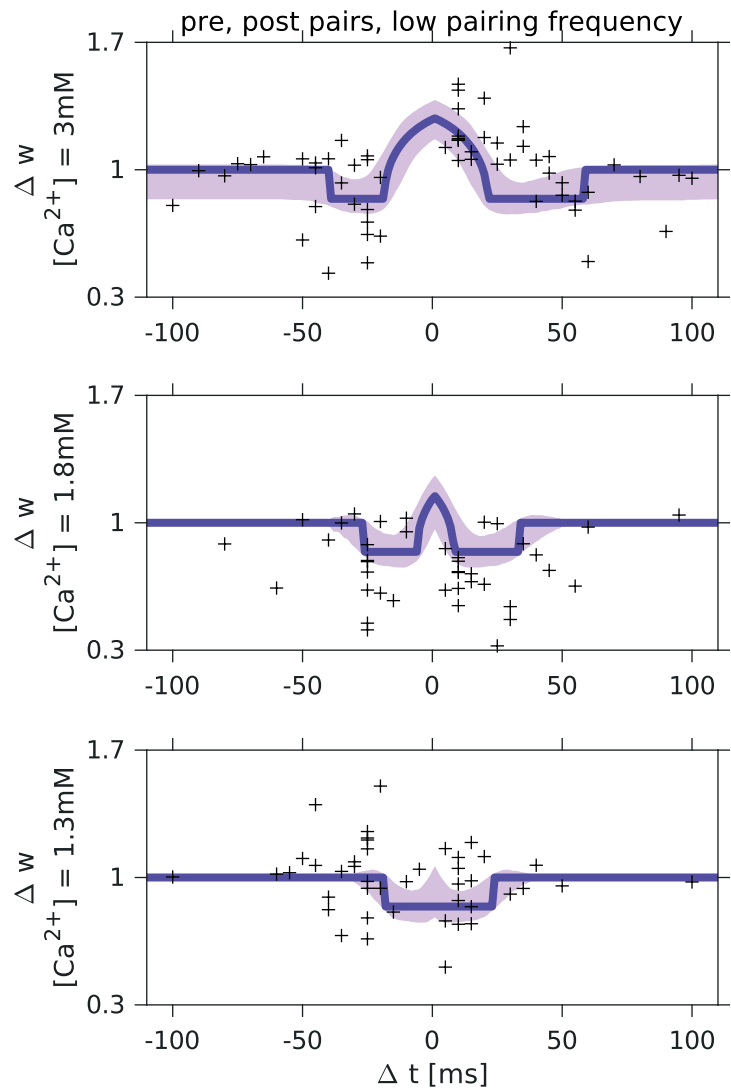 pre, post pairs, low pairing frequency
Δ w
[Ca²⁺] = 3mM
1.7
1
0.3
-100 -50 0 50 100
Δ w
[Ca²⁺] = 1.8mM
1.7
1
0.3
-100 -50 0 50 100
Δ w
[Ca²⁺] = 1.3mM
1.7
1
0.3
-100 -50 0 50 100
Δ t [ms]